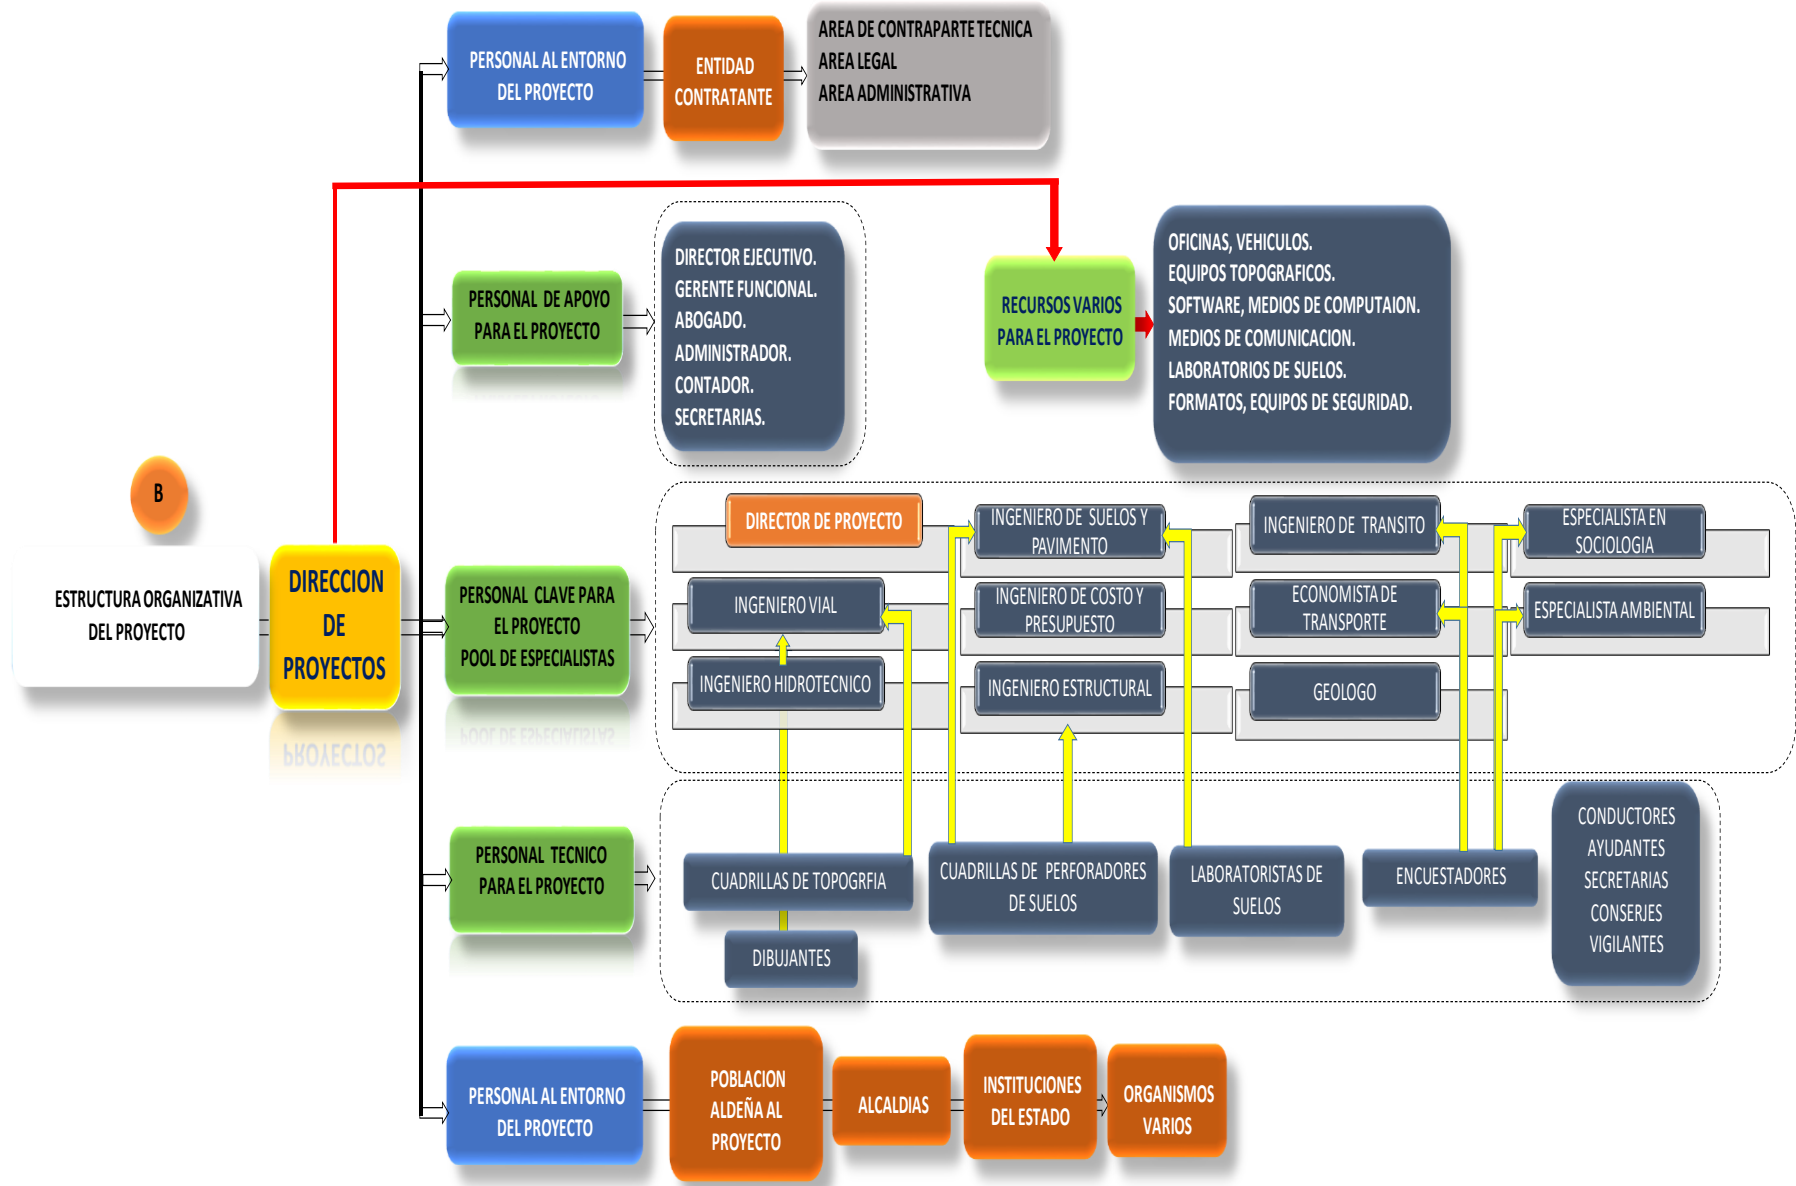 PERSONAL AL ENTORNO
DEL PROYECTO
ENTIDAD
CONTRATANTE
AREA DE CONTRAPARTE TECNICA
AREA LEGAL
AREA ADMINISTRATIVA
PERSONAL DE APOYO
PARA EL PROYECTO
DIRECTOR EJECUTIVO.
GERENTE FUNCIONAL.
ABOGADO.
ADMINISTRADOR.
CONTADOR.
SECRETARIAS.
RECURSOS VARIOS
PARA EL PROYECTO
OFICINAS, VEHICULOS.
EQUIPOS TOPOGRAFICOS.
SOFTWARE, MEDIOS DE COMPUTAION.
MEDIOS DE COMUNICACION.
LABORATORIOS DE SUELOS.
FORMATOS, EQUIPOS DE SEGURIDAD.
B
ESTRUCTURA ORGANIZATIVA
DEL PROYECTO
DIRECCION
DE
PROYECTOS
PERSONAL CLAVE PARA
EL PROYECTO
POOL DE ESPECIALISTAS
DIRECTOR DE PROYECTO
INGENIERO DE SUELOS Y
PAVIMENTO
INGENIERO DE TRANSITO
ESPECIALISTA EN
SOCIOLOGIA
INGENIERO VIAL
INGENIERO DE COSTO Y
PRESUPUESTO
ECONOMISTA DE
TRANSPORTE
ESPECIALISTA AMBIENTAL
INGENIERO HIDROTECNICO
INGENIERO ESTRUCTURAL
GEOLOGO
PERSONAL TECNICO
PARA EL PROYECTO
CUADRILLAS DE TOPOGRFIA
CUADRILLAS DE PERFORADORES
DE SUELOS
LABORATORISTAS DE
SUELOS
ENCUESTADORES
CONDUCTORES
AYUDANTES
SECRETARIAS
CONSERJES
VIGILANTES
DIBUJANTES
PERSONAL AL ENTORNO
DEL PROYECTO
POBLACION
ALDEÑA AL
PROYECTO
ALCALDIAS
INSTITUCIONES
DEL ESTADO
ORGANISMOS
VARIOS